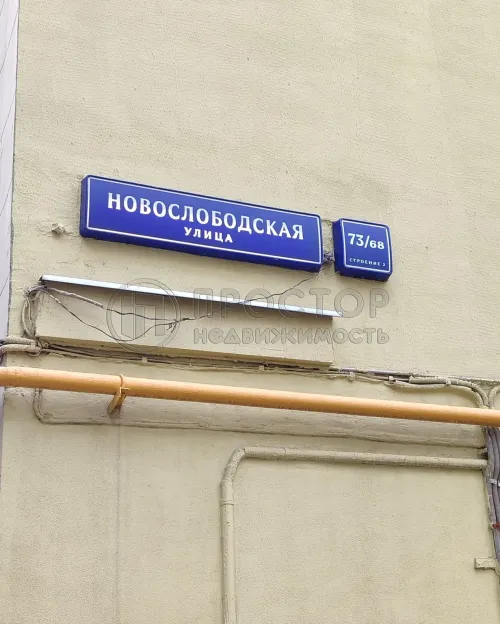 НОВОСЛОБОДСКАЯ
УЛИЦА
73/68
СТРОЕНИЕ 2
ПРОСТОР
НЕДВИЖИМОСТЬ